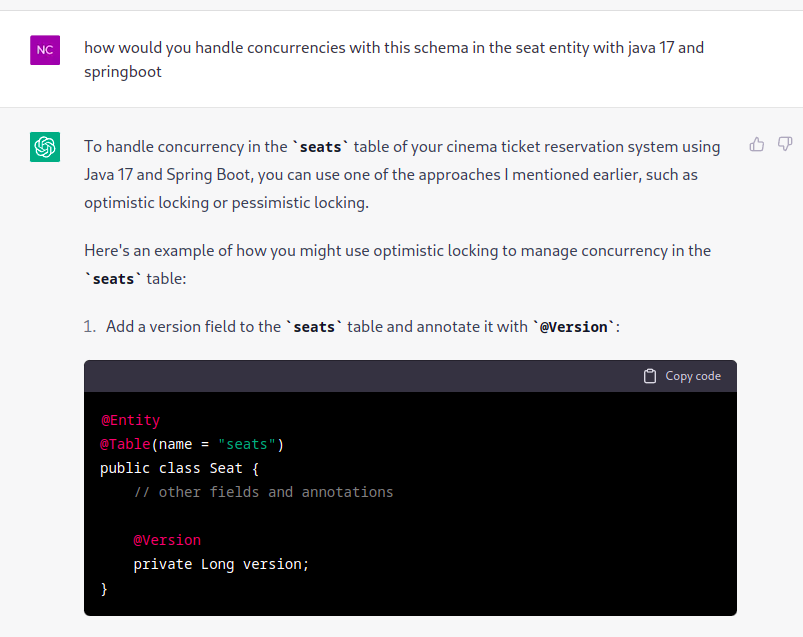 NC
how would you handle concurrencies with this schema in the seat entity with java 17 and
springboot
To handle concurrency in the `seats` table of your cinema ticket reservation system using
Java 17 and Spring Boot, you can use one of the approaches I mentioned earlier, such as
optimistic locking or pessimistic locking.
Here's an example of how you might use optimistic locking to manage concurrency in the
`seats` table:
1. Add a version field to the `seats` table and annotate it with `@Version`:
Copy code
@Entity
@Table(name = "seats")
public class Seat {
    // other fields and annotations
    @Version
    private Long version;
}